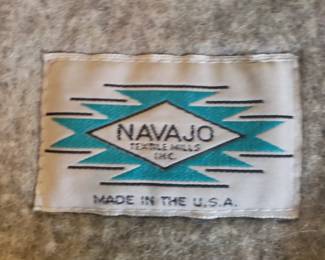 NAVAJO
TEXTILE MILLS
INC.
MADE IN THE U.S.A.